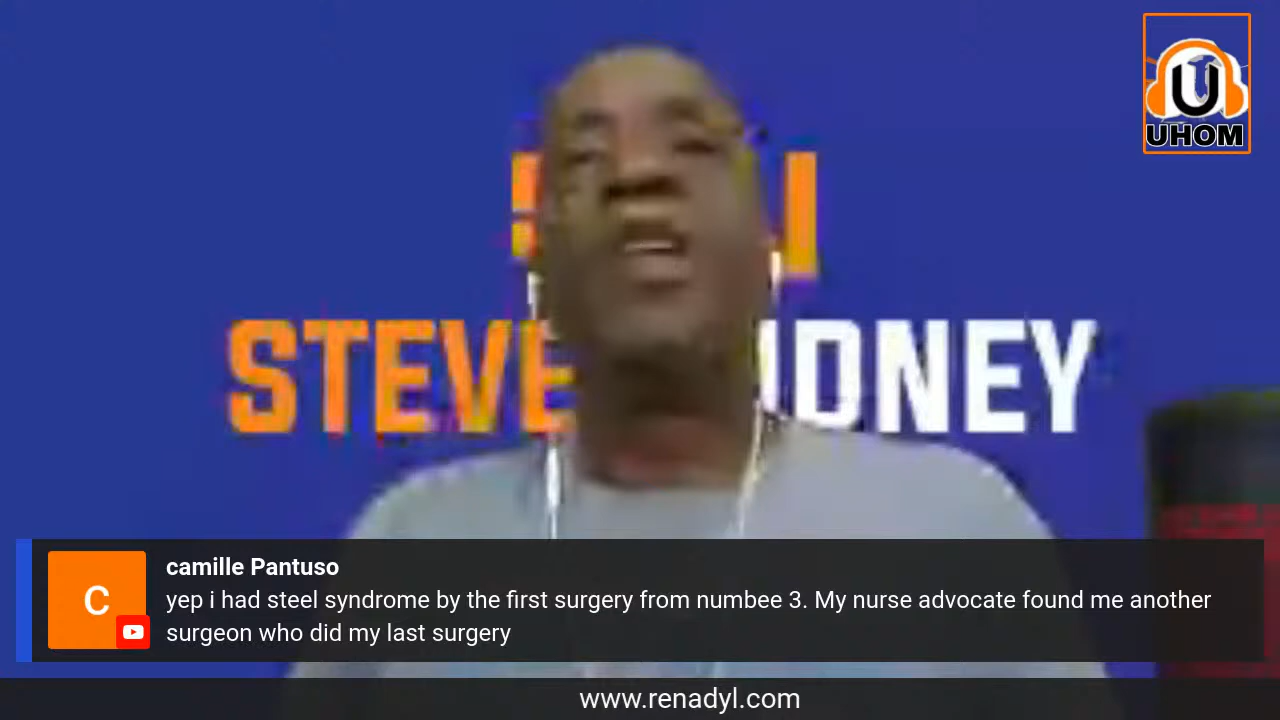 U
UHOM
STEVE
DNEY
C
camille Pantuso
yep i had steel syndrome by the first surgery from numbee 3. My nurse advocate found me another
surgeon who did my last surgery
www.renadyl.com